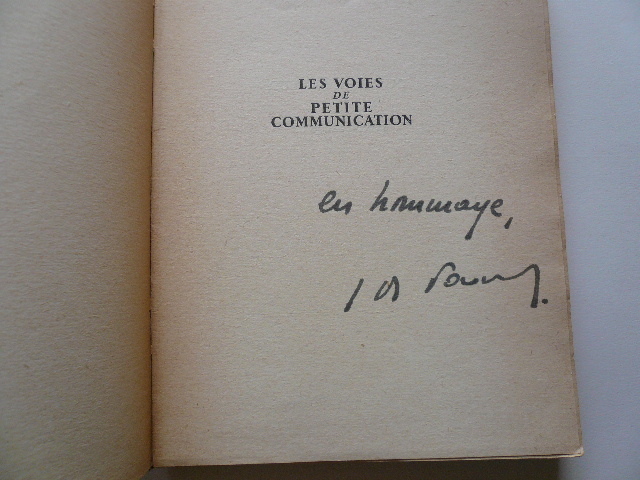 LES VOIES
DE
PETITE
COMMUNICATION
en hommage,